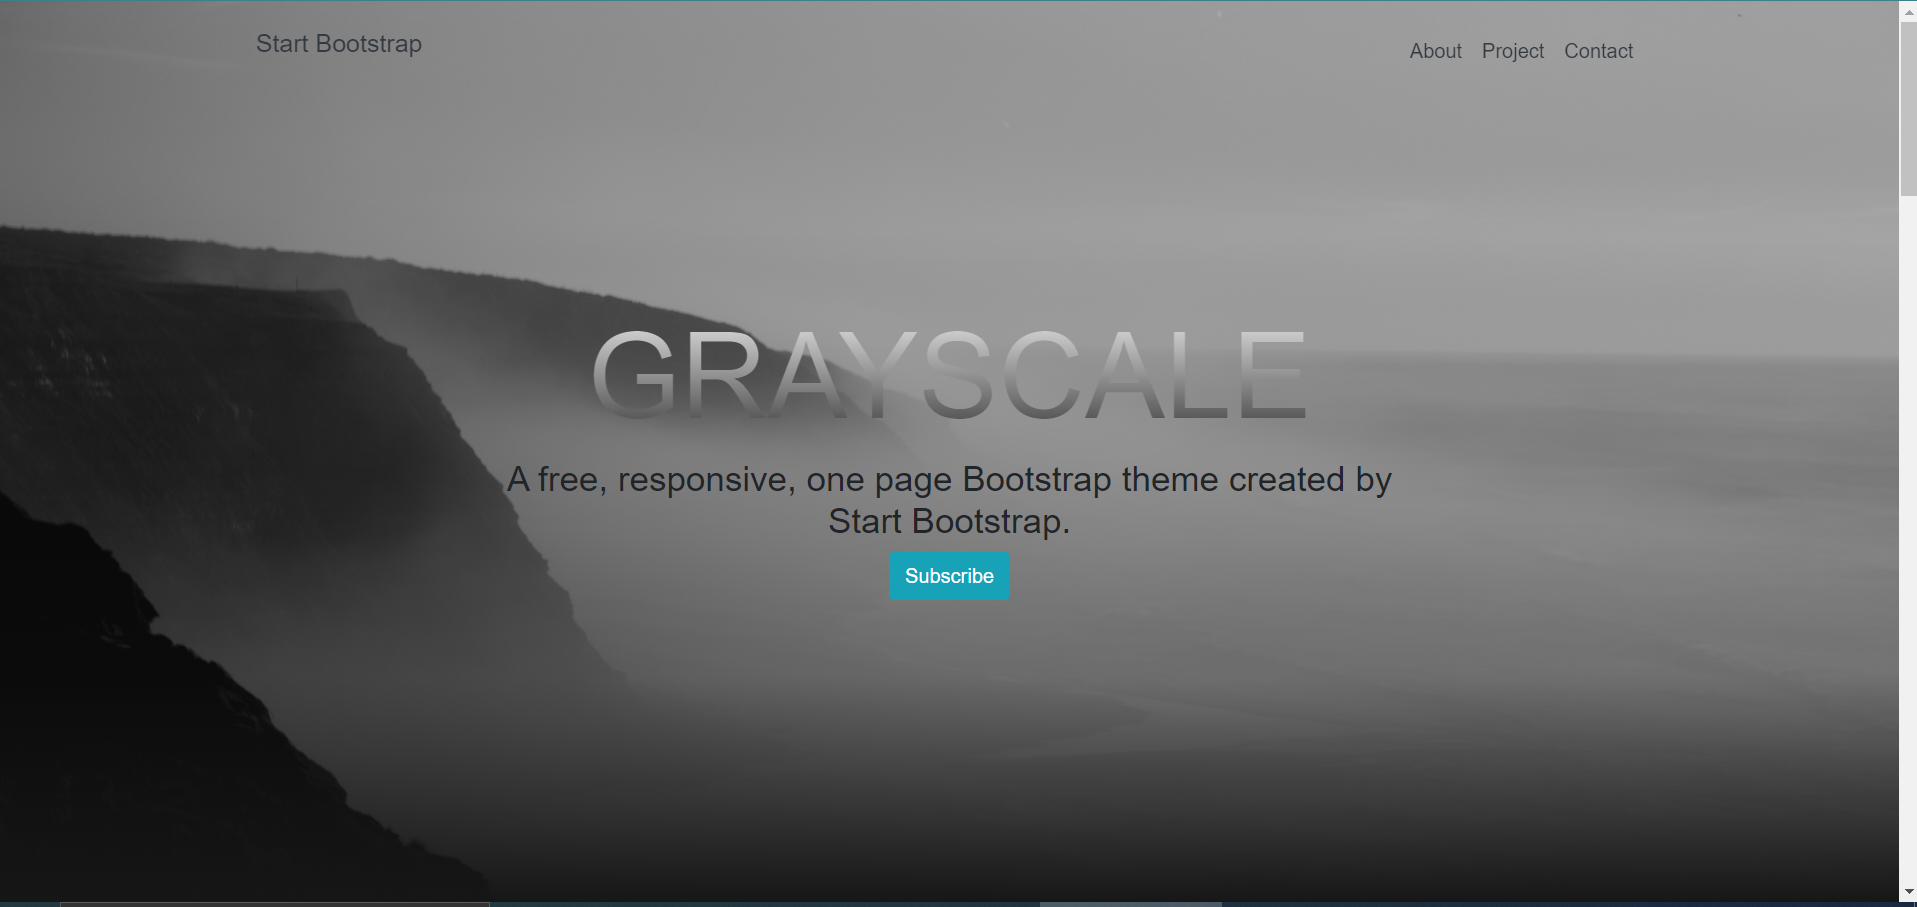 Start Bootstrap
About Project Contact
GRAYSCALE
A free, responsive, one page Bootstrap theme created by
Start Bootstrap.
Subscribe